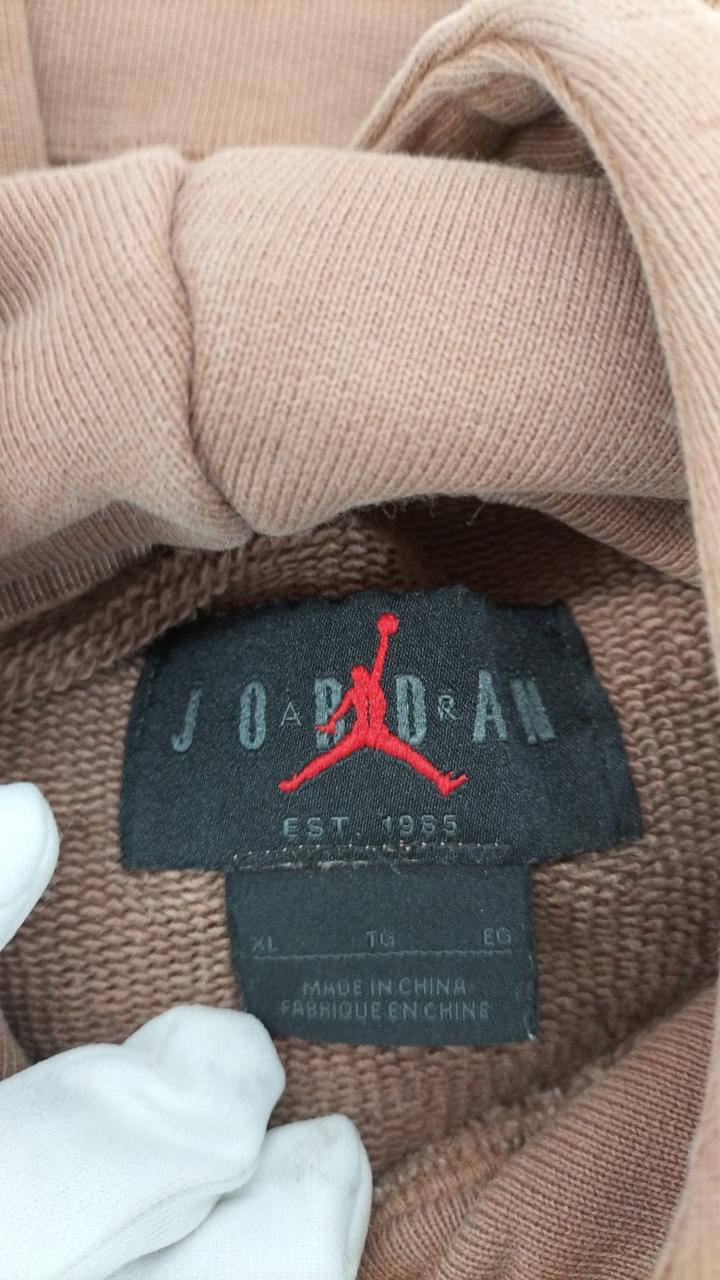 JORDAN
AIR
EST. 1985
XL TG EG
MADE IN CHINA
FABRIQUE EN CHINE